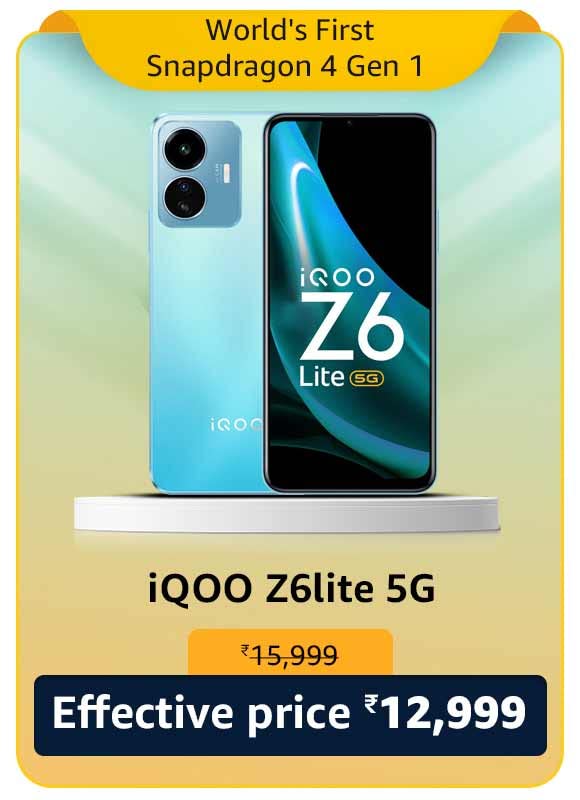 World's First
Snapdragon 4 Gen 1
iQOO
Z6
Lite 5G
iQOO
iQOO Z6lite 5G
₹15,999
Effective price ₹12,999